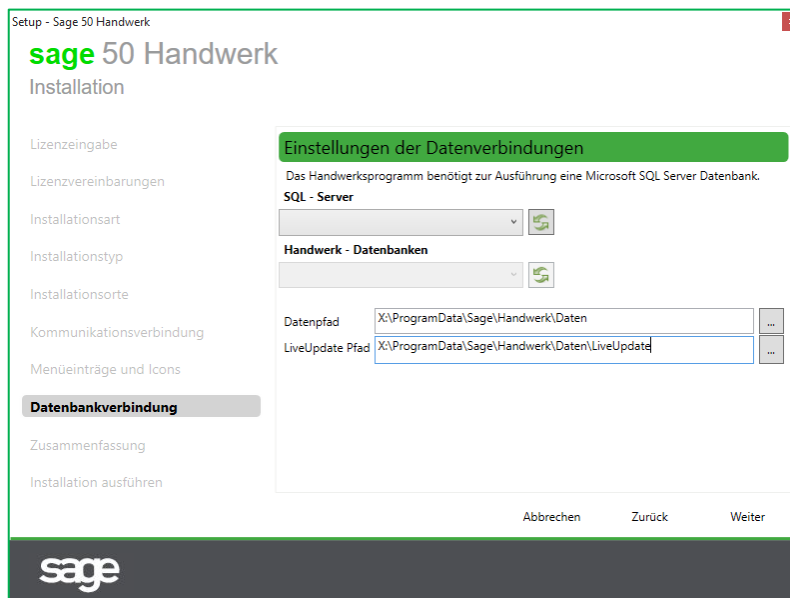 Setup - Sage 50 Handwerk
sage 50 Handwerk
Installation
Lizenzeingabe
Lizenzvereinbarungen
Installationsart
Installationstyp
Installationsorte
Kommunikationsverbindung
Menüeinträge und Icons
Datenbankverbindung
Zusammenfassung
Installation ausführen
Einstellungen der Datenverbindungen
Das Handwerksprogramm benötigt zur Ausführung eine Microsoft SQL Server Datenbank.
SQL - Server
Handwerk - Datenbanken
Datenpfad X:\ProgramData\Sage\Handwerk\Daten ...
LiveUpdate Pfad X:\ProgramData\Sage\Handwerk\Daten\LiveUpdate ...
Abbrechen Zurück Weiter
sage